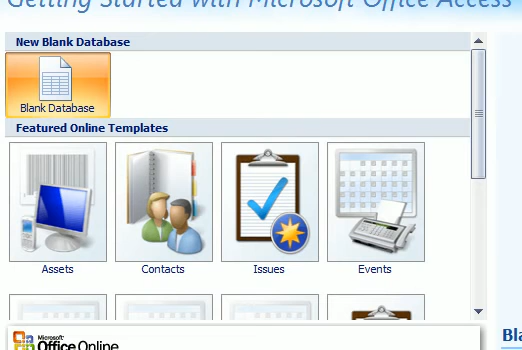 Getting Started with Microsoft Office Access
New Blank Database
Blank Database
Featured Online Templates
Assets
Contacts
Issues
Events
Microsoft
Office Online